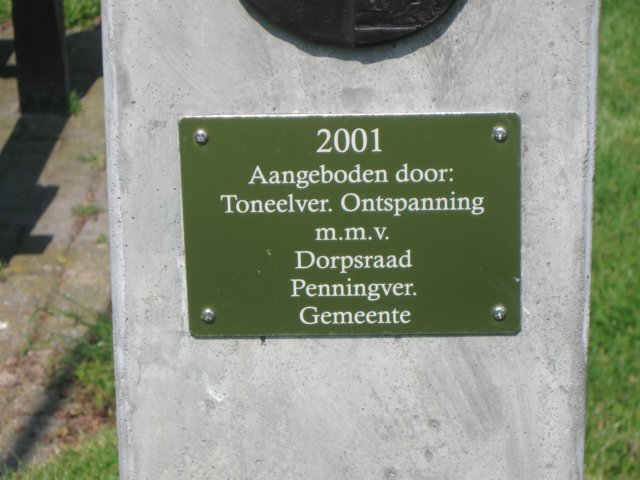 2001
Aangeboden door:
Toneelver. Ontspanning
m.m.v.
Dorpsraad
Penningver.
Gemeente